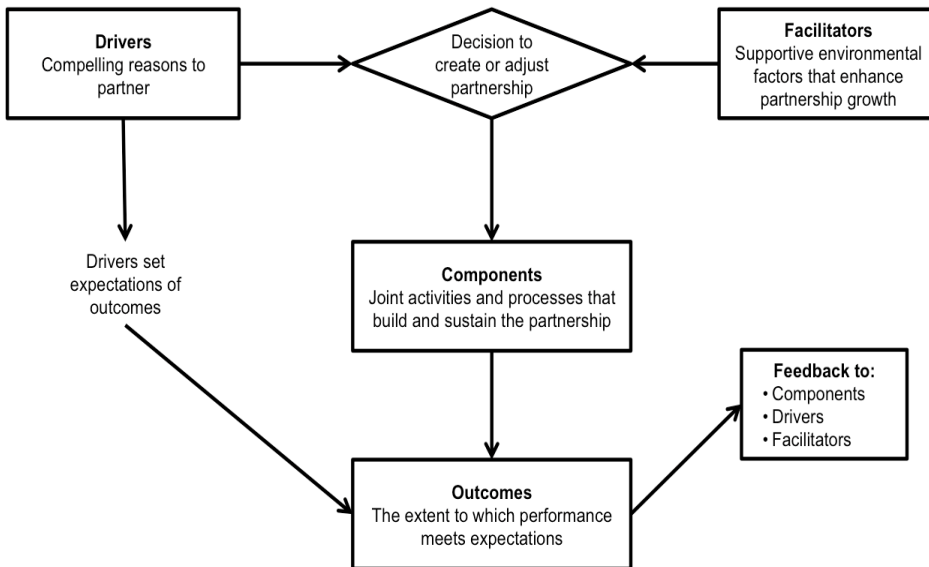 Drivers
Compelling reasons to
partner
Decision to
create or adjust
partnership
Facilitators
Supportive environmental
factors that enhance
partnership growth
Drivers set
expectations of
outcomes
Components
Joint activities and processes that
build and sustain the partnership
Feedback to:
• Components
• Drivers
• Facilitators
Outcomes
The extent to which performance
meets expectations